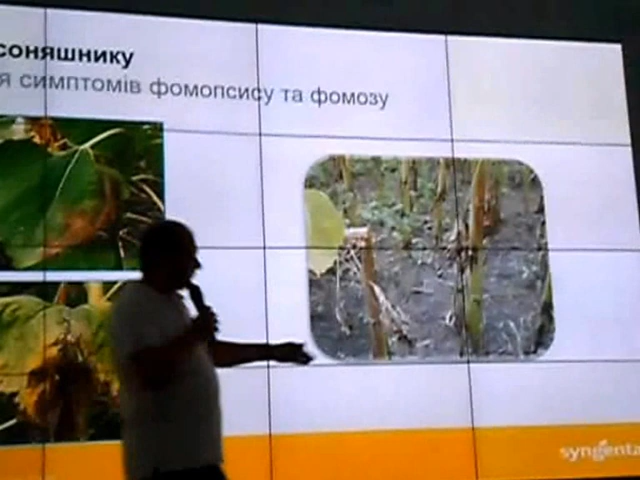 соняшнику
я симптомів фомопсису та фомозу
syngenta